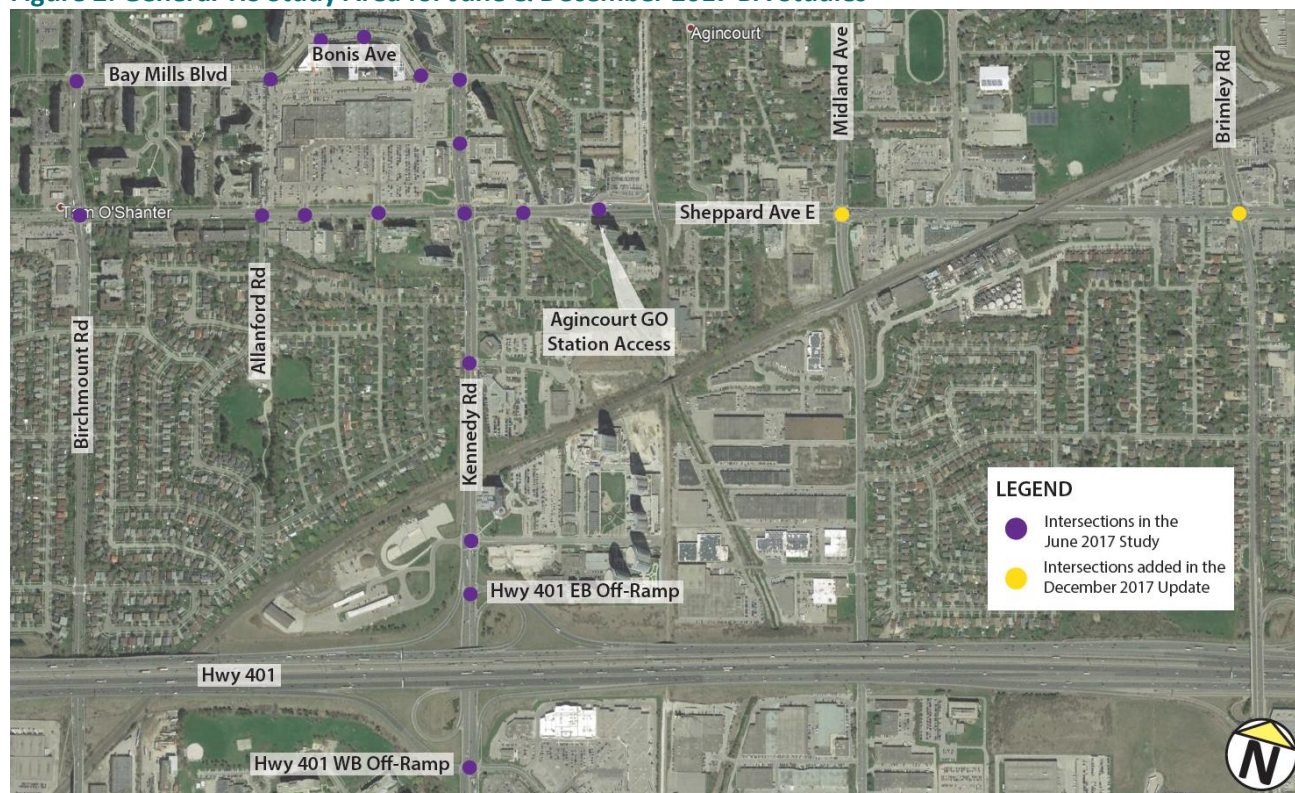 Agincourt
Bonis Ave
Bay Mills Blvd
Midland Ave
Brimley Rd
Tam O'Shanter
Sheppard Ave E
Agincourt GO
Station Access
Birchmount Rd
Allanford Rd
Kennedy Rd
LEGEND
Intersections in the
June 2017 Study
Intersections added in the
December 2017 Update
Hwy 401 EB Off-Ramp
Hwy 401
Hwy 401 WB Off-Ramp
N